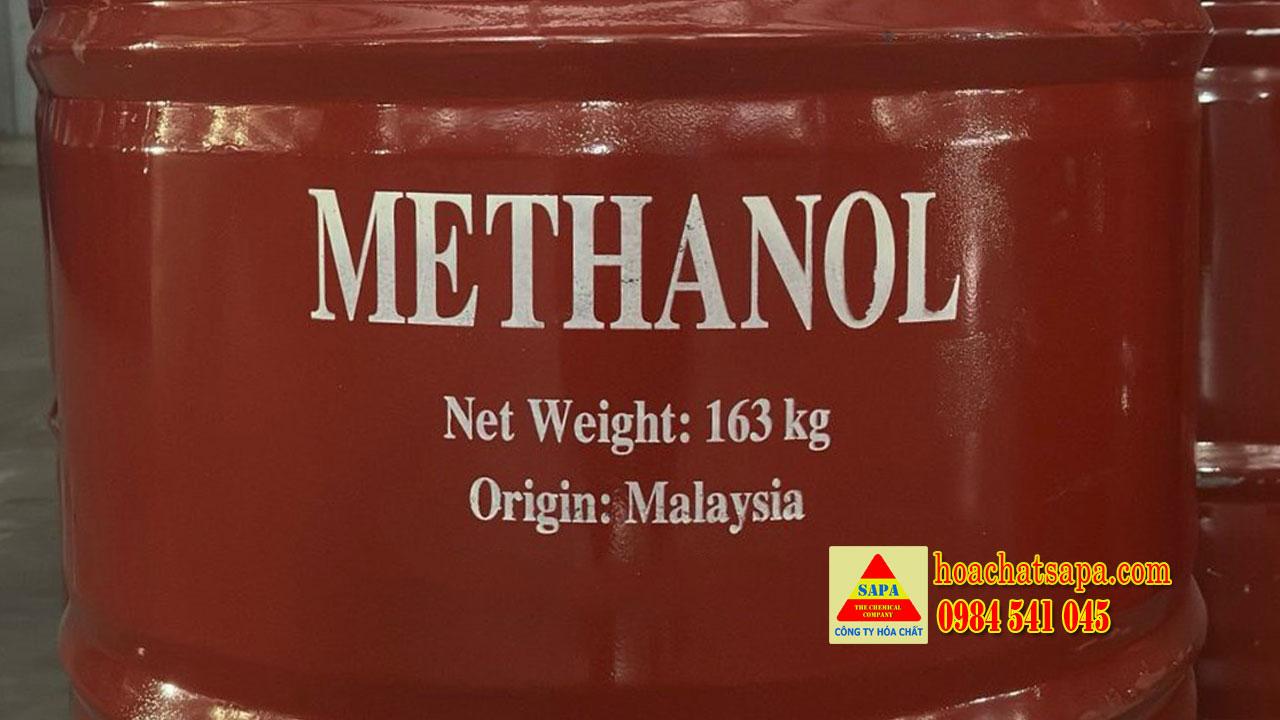 METHANOL
Net Weight: 163 kg
Origin: Malaysia
SAPA
THE CHEMICAL
COMPANY
CÔNG TY HÓA CHẤT
hoachatsapa.com
0984 541 045